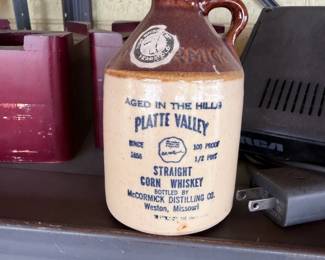 AGED IN THE HILLS
PLATTE VALLEY
SINCE 100 PROOF
1856 1/2 PINT
STRAIGHT
CORN WHISKEY
BOTTLED BY
McCORMICK DISTILLING CO.
Weston, Missouri
RCA